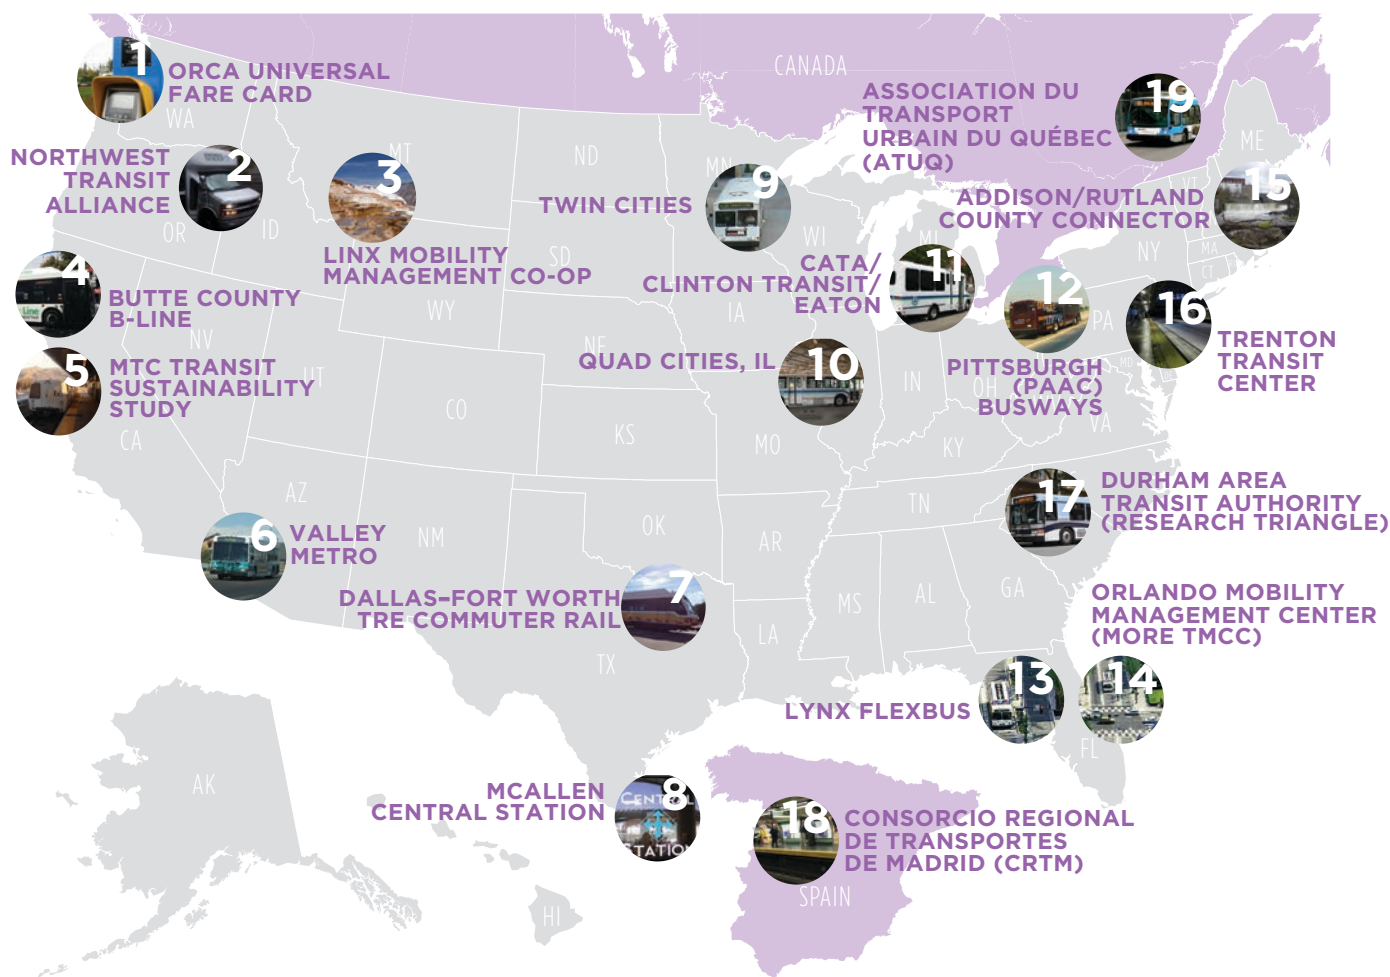 CANADA
1
ORCA UNIVERSAL
FARE CARD
WA
NORTHWEST
TRANSIT
ALLIANCE
2
OR
ID
MT
3
LINX MOBILITY
MANAGEMENT CO-OP
ND
SD
WY
4
BUTTE COUNTY
B-LINE
Line
NV
5
MTC TRANSIT
SUSTAINABILITY
STUDY
UT
CA
CO
NE
KS
MN
9
TWIN CITIES
WI
IA
MI
11
CATA/
CLINTON TRANSIT/
EATON
QUAD CITIES, IL
10
IN
OH
MO
KY
19
ASSOCIATION DU
TRANSPORT
URBAIN DU QUÉBEC
(ATUQ)
ME
VT
15
ADDISON/RUTLAND
COUNTY CONNECTOR
NY
MA
CT
12
PITTSBURGH
(PAAC)
BUSWAYS
PA
MD
VA
16
TRENTON
TRANSIT
CENTER
AZ
NM
6
VALLEY
METRO
OK
AR
TN
17
DURHAM AREA
TRANSIT AUTHORITY
(RESEARCH TRIANGLE)
DALLAS–FORT WORTH
TRE COMMUTER RAIL
7
TX
LA
MS
AL
GA
ORLANDO MOBILITY
MANAGEMENT CENTER
(MORE TMCC)
LYNX FLEXBUS
13
14
FL
AK
HI
MCALLEN
CENTRAL STATION
8
CENTRAL
STATION
18
CONSORCIO REGIONAL
DE TRANSPORTES
DE MADRID (CRTM)
SPAIN